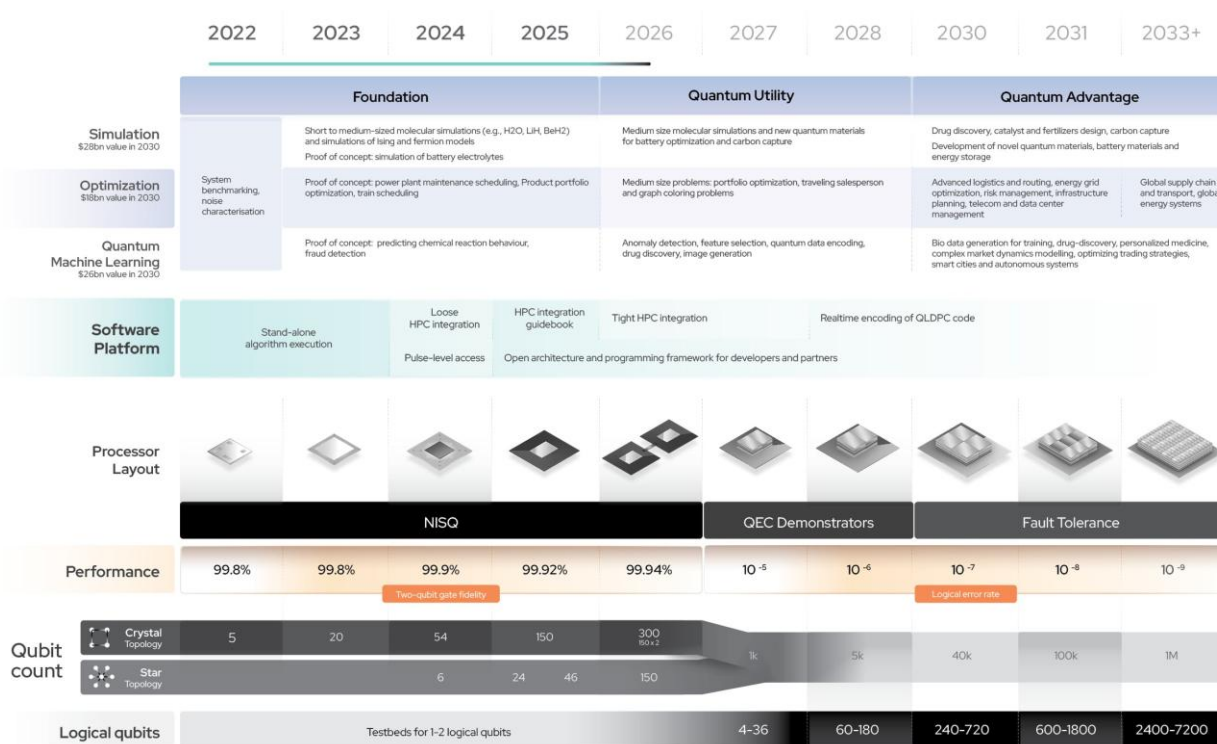 2022 2023 2024 2025 2026 2027 2028 2030 2031 2033+
Foundation Quantum Utility Quantum Advantage
Simulation
$28bn value in 2030
System
benchmarking,
noise
characterisation
Short to medium-sized molecular simulations (e.g., H2O, LiH, BeH2)
and simulations of Ising and fermion models
Proof of concept: simulation of battery electrolytes
Medium size molecular simulations and new quantum materials
for battery optimization and carbon capture
Drug discovery, catalyst and fertilizers design, carbon capture
Development of novel quantum materials, battery materials and
energy storage
Optimization
$18bn value in 2030
Proof of concept: power plant maintenance scheduling, Product portfolio
optimization, train scheduling
Medium size problems: portfolio optimization, traveling salesperson
and graph coloring problems
Advanced logistics and routing, energy grid
optimization, risk management, infrastructure
planning, telecom and data center
management
Global supply chain
and transport, globa
energy systems
Quantum
Machine Learning
$26bn value in 2030
Proof of concept: predicting chemical reaction behaviour,
fraud detection
Anomaly detection, feature selection, quantum data encoding,
drug discovery, image generation
Bio data generation for training, drug-discovery, personalized medicine,
complex market dynamics modelling, optimizing trading strategies,
smart cities and autonomous systems
Software
Platform
Stand-alone
algorithm execution
Loose
HPC integration
HPC integration
guidebook
Tight HPC integration
Realtime encoding of QLDPC code
Pulse-level access
Open architecture and programming framework for developers and partners
Processor
Layout
NISQ QEC Demonstrators Fault Tolerance
Performance
99.8% 99.8% 99.9% 99.92% 99.94% 10⁻⁵ 10⁻⁶ 10⁻⁷ 10⁻⁸ 10⁻⁹
Two-qubit gate fidelity Logical error rate
Qubit
count
Crystal
Topology
5 20 54 150 300
150 x 2
1k 5k 40k 100k 1M
Star
Topology
6 24 46 150
Logical qubits
Testbeds for 1-2 logical qubits
4-36 60-180 240-720 600-1800 2400-7200